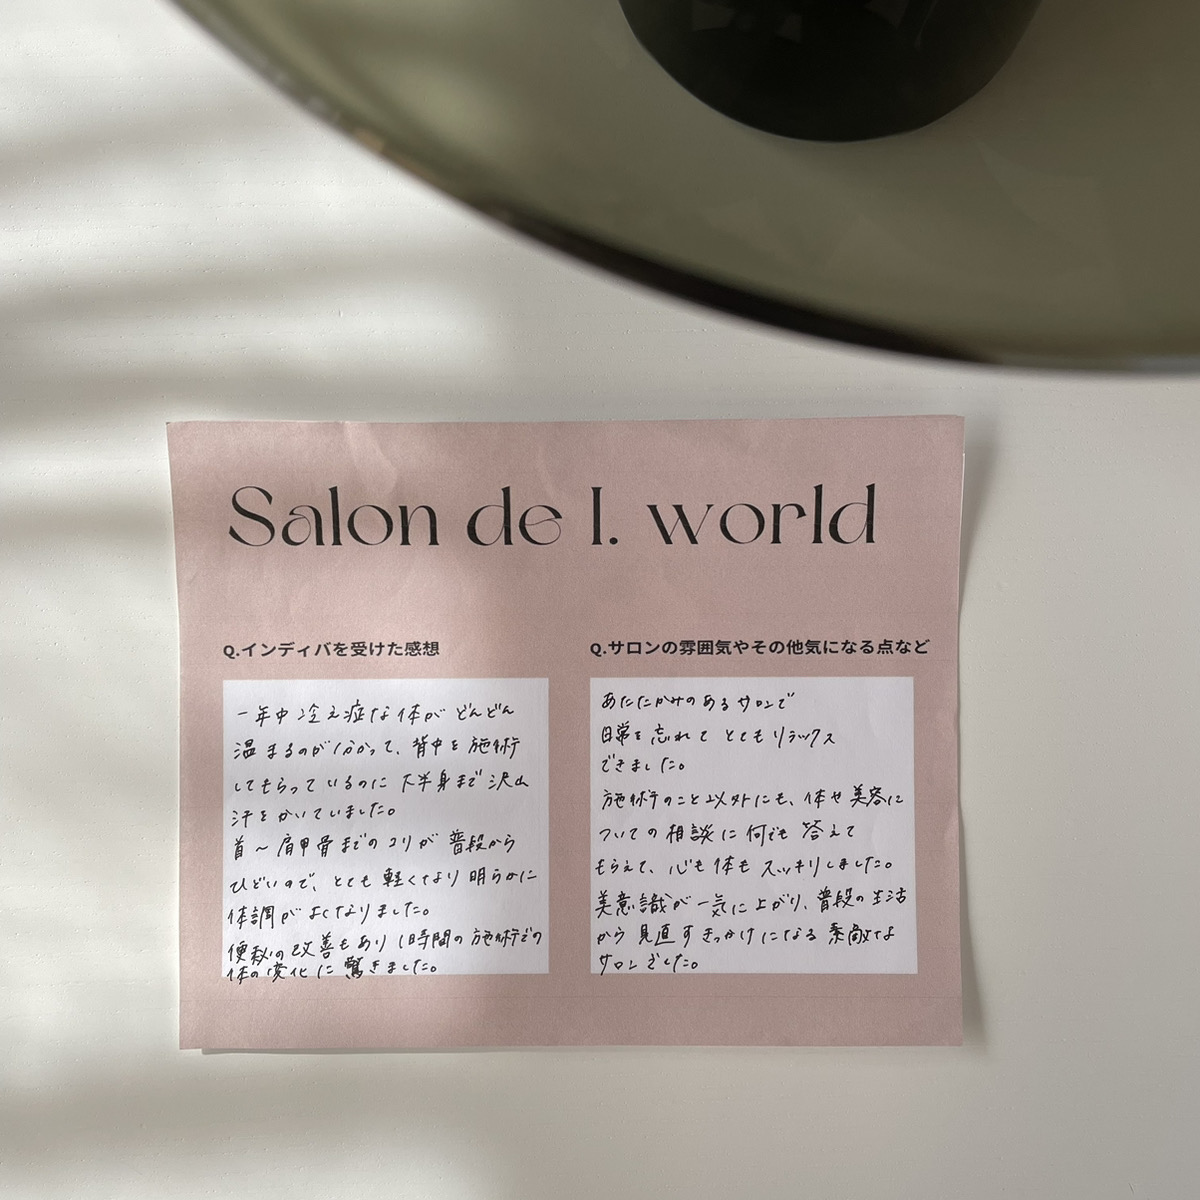 Salon de I. world
Q.インディバを受けた感想
一年中冷え症な体がどんどん
温まるのが分かって、背中を施術
してもらっているのに下半身まで沢山
汗をかいていました。
首〜肩甲骨までのコリが普段から
ひどいので、とても軽くなり明らかに
体調がよくなりました。
便秘の改善もあり1時間の施術での
体の変化に驚きました。
Q.サロンの雰囲気やその他気になる点など
あたたかみのあるサロンで
日常を忘れてとてもリラックス
できました。
施術のこと以外にも、体や美容に
ついての相談に何でも答えて
もらえて、心も体もスッキリしました。
美意識が一気に上がり、普段の生活
から見直すきっかけになる素敵な
サロンでした。